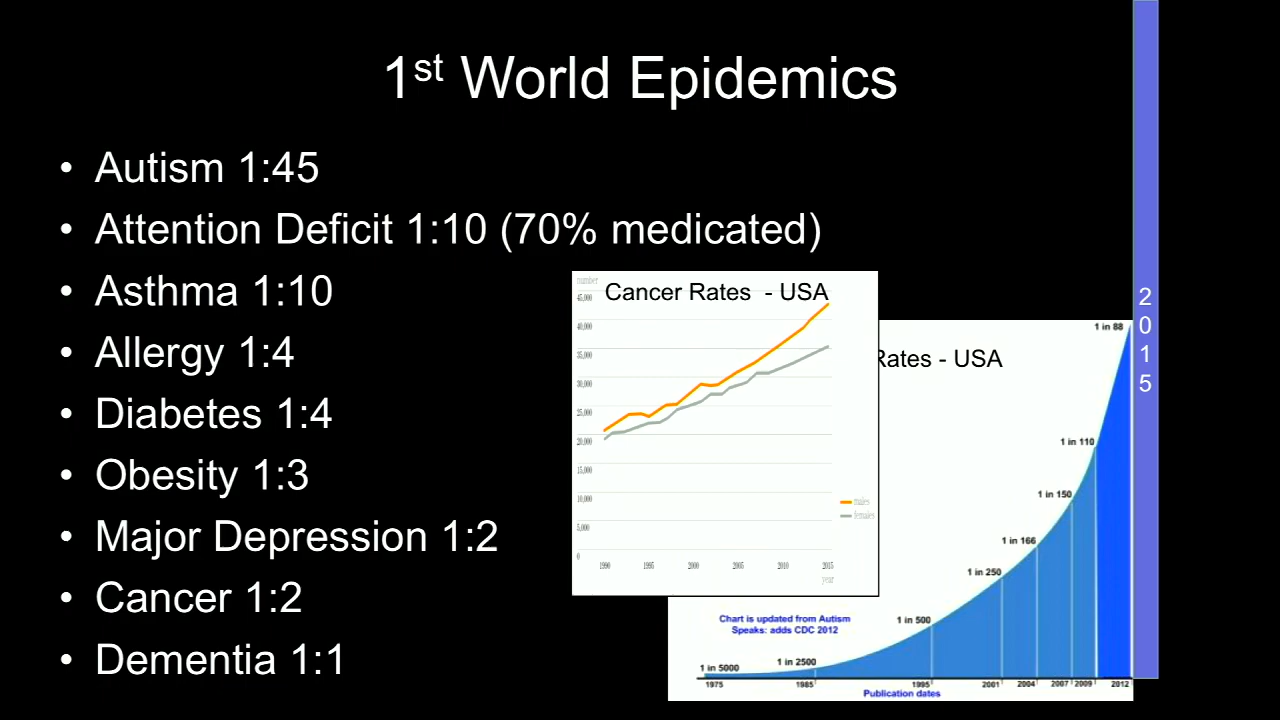 1st World Epidemics
• Autism 1:45
• Attention Deficit 1:10 (70% medicated)
• Asthma 1:10
• Allergy 1:4
• Diabetes 1:4
• Obesity 1:3
• Major Depression 1:2
• Cancer 1:2
• Dementia 1:1
number
Cancer Rates - USA
45,000
40,000
35,000
30,000
25,000
20,000
15,000
10,000
5,000
0
1990 1995 2000 2005 2010 2015
year
males
females
Rates - USA
1 in 88
1 in 110
1 in 150
1 in 166
1 in 250
1 in 500
1 in 2500
1 in 5000
Chart is updated from Autism
Speaks: adds CDC 2012
1975 1985 1995 2001 2004 2007 2009 2012
Publication dates
2
0
1
5